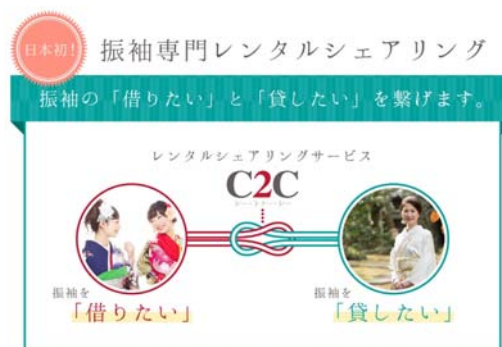 日本初!
振袖専門レンタルシェアリング
振袖の「借りたい」と「貸したい」を繋げます。
レンタルシェアリングサービス
C2C
振袖を
「借りたい」
振袖を
「貸したい」